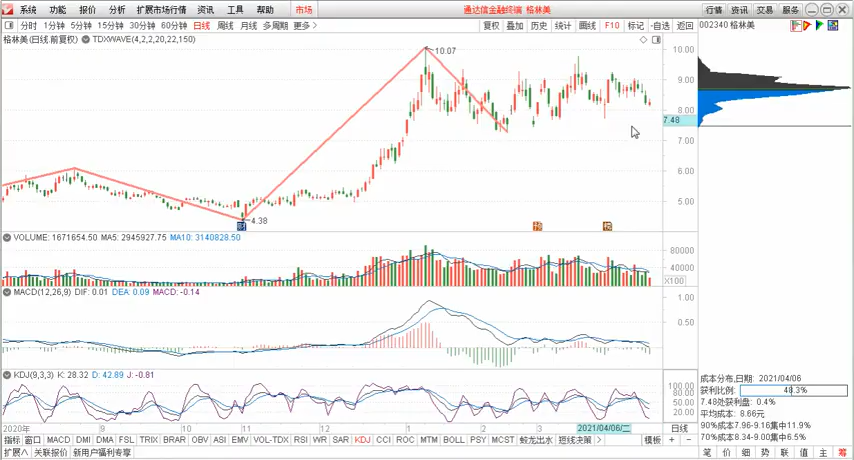 系统 功能 报价 分析 扩展市场行情 资讯 工具 帮助 市场 通达信金融终端 格林美 行情 资讯 交易 服务
分时 1分钟 5分钟 15分钟 30分钟 60分钟 日线 周线 月线 多周期 更多 复权 叠加 历史 统计 画线 F10 标记 -自选 返回
002340 格林美
格林美(日线.前复权) TDXWAVE(4,2,2,20,22,150)
10.07
10.00
9.00
8.00
7.48
7.00
6.00
5.00
4.38
财
VOLUME: 1671654.50 MA5: 2945927.75 MA10: 3140828.50
80000
40000
X100
MACD(12,26,9) DIF: 0.01 DEA: 0.09 MACD: -0.14
1.00
0.50
KDJ(9,3,3) K: 28.32 D: 42.89 J: -0.81
100.00
80.00
50.00
20.00
0.00
2020年 9 10 11 12 1 2 3 2021/04/06/二 日线
指标 窗口 MACD DMI DMA FSL TRIX BRAR OBV ASI EMV VOL-TDX RSI WR SAR KDJ CCI ROC MTM BOLL PSY MCST 蛟龙出水 短线决策 模板 + -
扩展∧ 关联报价 新用户福利专享
成本分布,日期: 2021/04/06
获利比例: 48.3%
7.48处获利盘: 0.4%
平均成本: 8.66元
90%成本7.96-9.16集中11.9%
70%成本8.34-9.00集中6.5%
笔 价 细 势 联 值 主 筹